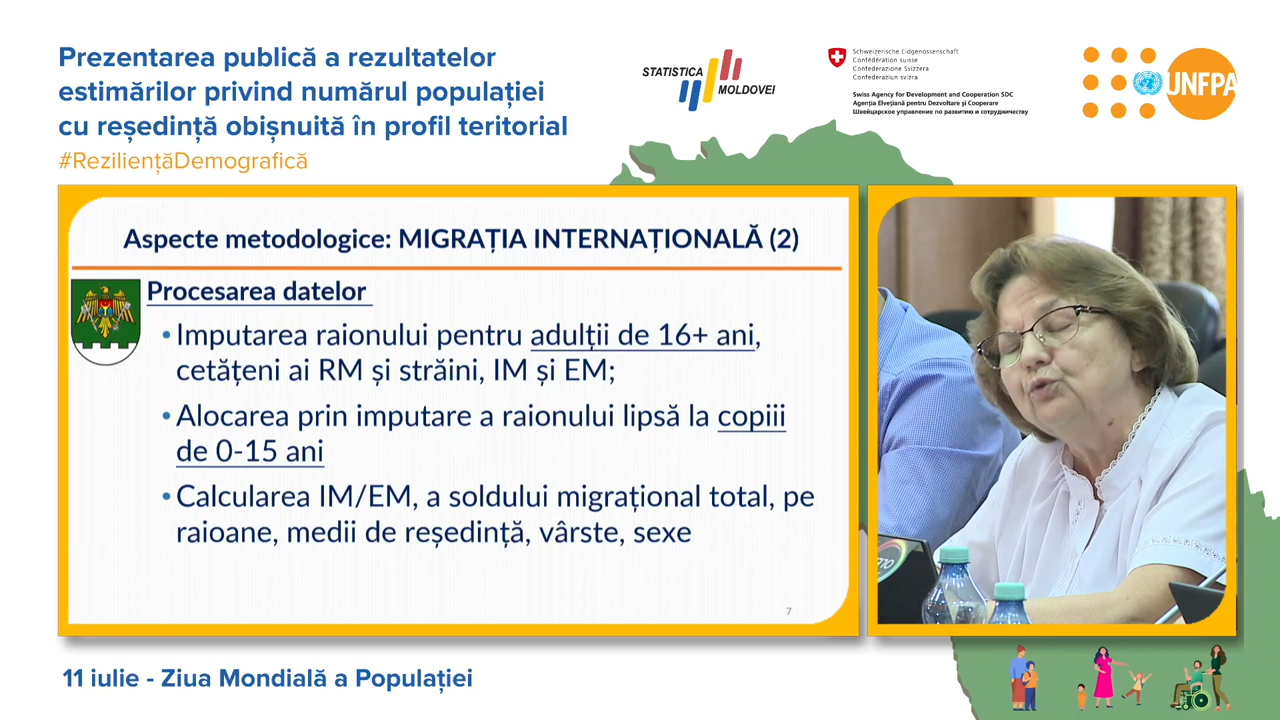 Prezentarea publică a rezultatelor
estimărilor privind numărul populației
cu reședință obișnuită în profil teritorial
#ReziliențăDemografică
STATISTICA
MOLDOVEI
Schweizerische Eidgenossenschaft
Confédération suisse
Confederazione Svizzera
Confederaziun svizra
Swiss Agency for Development and Cooperation SDC
Agenția Elvețiană pentru Dezvoltare și Cooperare
Швейцарское управление по развитию и сотрудничеству
UNFPA
Aspecte metodologice: MIGRAȚIA INTERNAȚIONALĂ (2)
Procesarea datelor
• Imputarea raionului pentru adulții de 16+ ani,
cetățeni ai RM și străini, IM și EM;
• Alocarea prin imputare a raionului lipsă la copiii
de 0-15 ani
• Calcularea IM/EM, a soldului migrațional total, pe
raioane, medii de reședință, vârste, sexe
7
11 iulie - Ziua Mondială a Populației